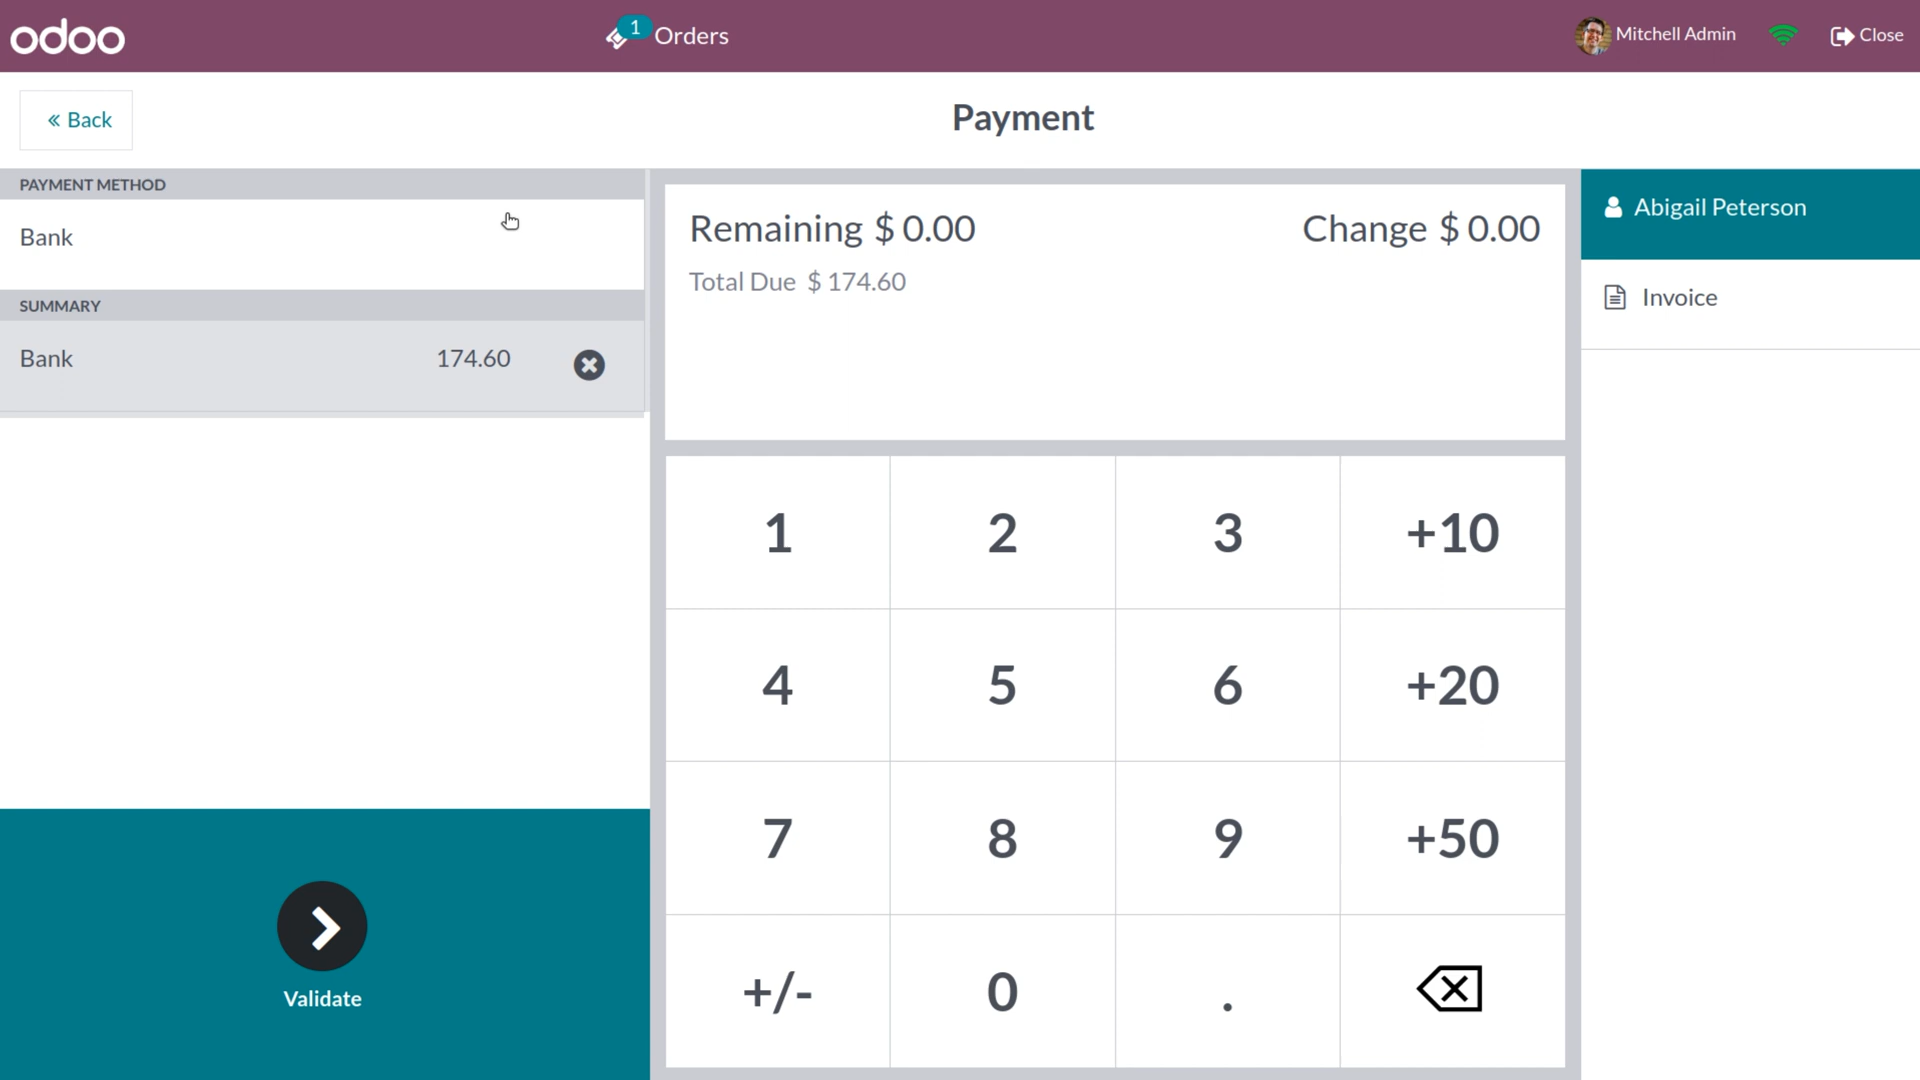 odoo
1 Orders
Mitchell Admin
Close
« Back
Payment
PAYMENT METHOD
Bank
SUMMARY
Bank 174.60
Remaining $ 0.00
Change $ 0.00
Total Due $ 174.60
Abigail Peterson
Invoice
1 2 3 +10
4 5 6 +20
7 8 9 +50
+/- 0 .
Validate